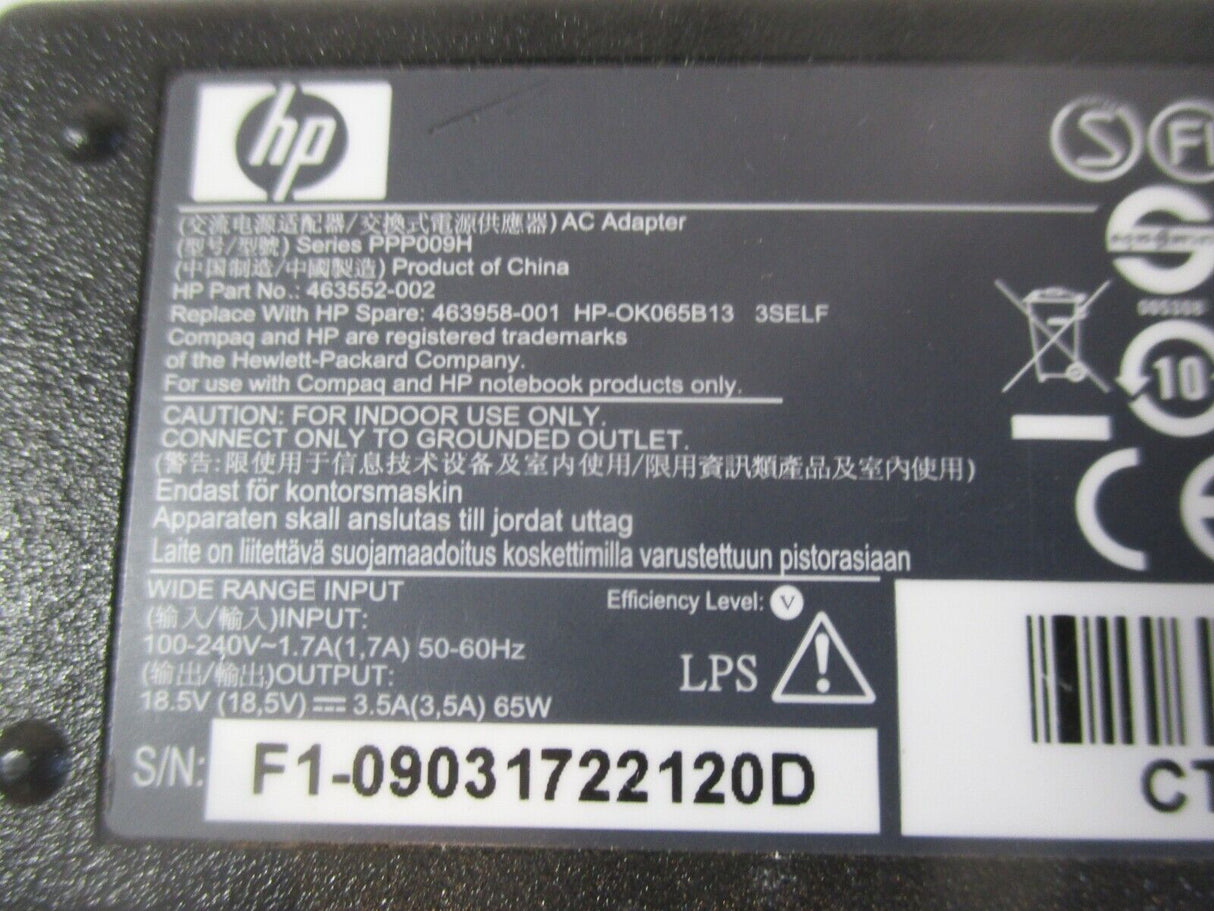 hp
(交流电源适配器/交換式電源供應器) AC Adapter
(型号/型號) Series PPP009H
(中国制造/中國製造) Product of China
HP Part No.: 463552-002
Replace With HP Spare: 463958-001 HP-OK065B13 3SELF
Compaq and HP are registered trademarks
of the Hewlett-Packard Company.
For use with Compaq and HP notebook products only.
CAUTION: FOR INDOOR USE ONLY.
CONNECT ONLY TO GROUNDED OUTLET.
(警告:限使用于信息技术设备及室内使用/限用資訊類產品及室內使用)
Endast för kontorsmaskin
Apparaten skall anslutas till jordat uttag
Laite on liitettävä suojamaadoitus koskettimilla varustettuun pistorasiaan
WIDE RANGE INPUT
(输入/輸入)INPUT:
100-240V~1.7A(1,7A) 50-60Hz
(输出/輸出)OUTPUT:
18.5V (18,5V) ⎓ 3.5A(3,5A) 65W
Efficiency Level: V
LPS
S/N: F1-09031722120D
S
FI
10
CE
CT